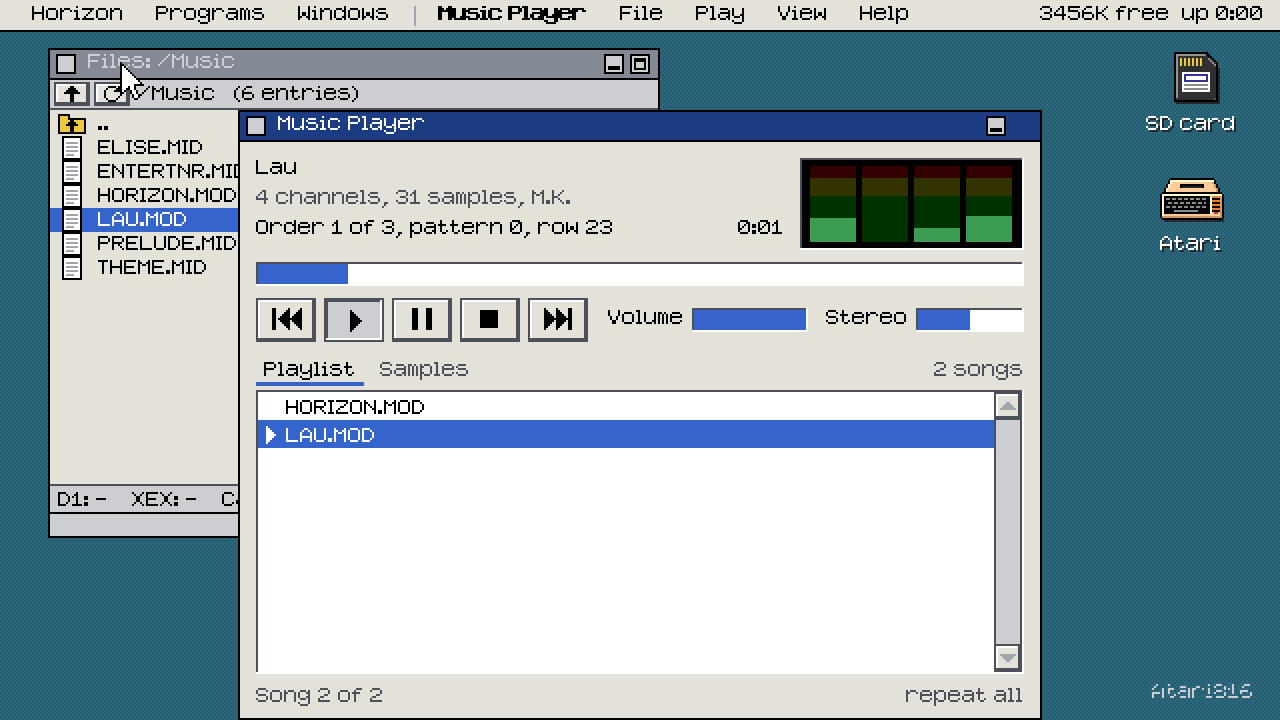 Horizon Programs Windows | Music Player File Play View Help 3456K free up 0:00
Files: /Music
/Music (6 entries)
..
ELISE.MID
ENTERTNR.MID
HORIZON.MOD
LAU.MOD
PRELUDE.MID
THEME.MID
D1: - XEX: -
Music Player
Lau
4 channels, 31 samples, M.K.
Order 1 of 3, pattern 0, row 23 0:01
Volume Stereo
Playlist Samples 2 songs
HORIZON.MOD
LAU.MOD
Song 2 of 2 repeat all
SD card
Atari
Atari816